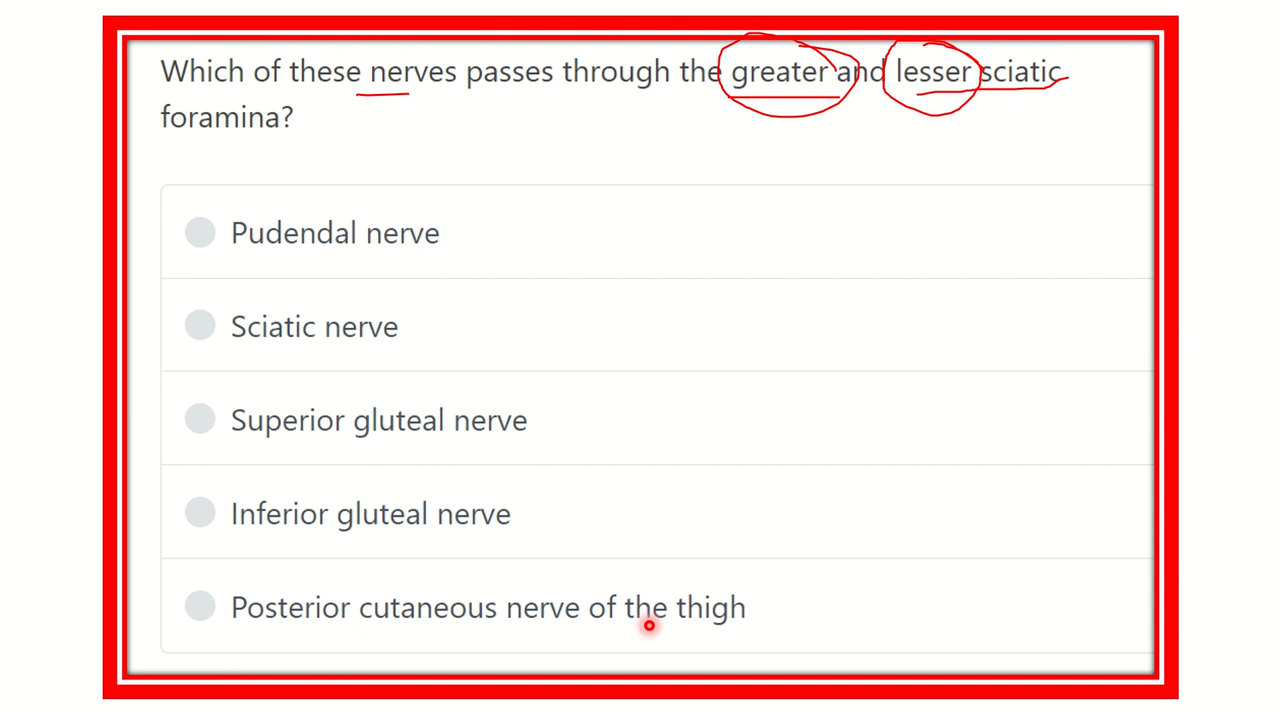 Which of these nerves passes through the greater and lesser sciatic
foramina?
Pudendal nerve
Sciatic nerve
Superior gluteal nerve
Inferior gluteal nerve
Posterior cutaneous nerve of the thigh